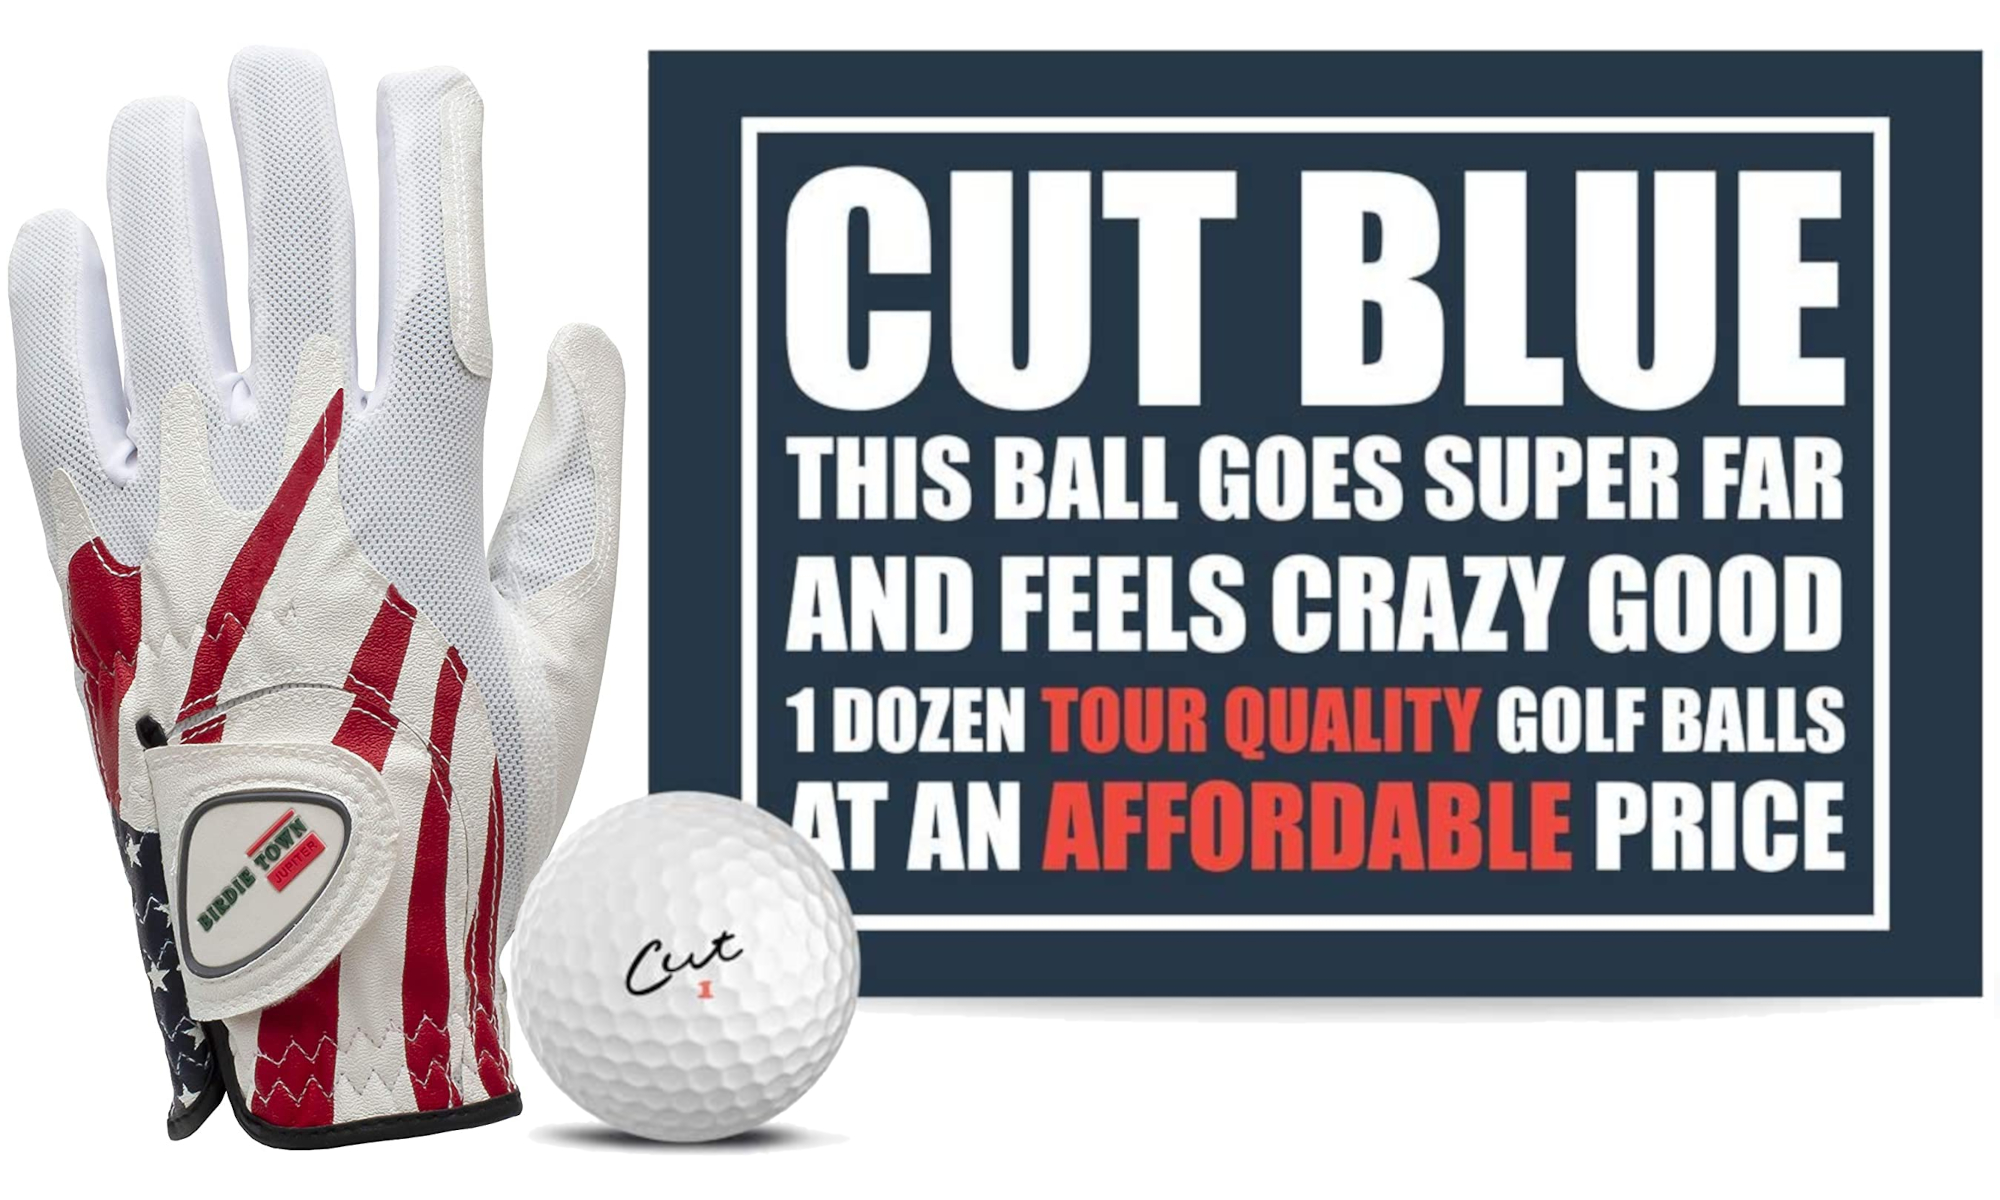 BIRDIE TOWN
JUPITER
Cut
1
CUT BLUE
THIS BALL GOES SUPER FAR
AND FEELS CRAZY GOOD
1 DOZEN TOUR QUALITY GOLF BALLS
AT AN AFFORDABLE PRICE